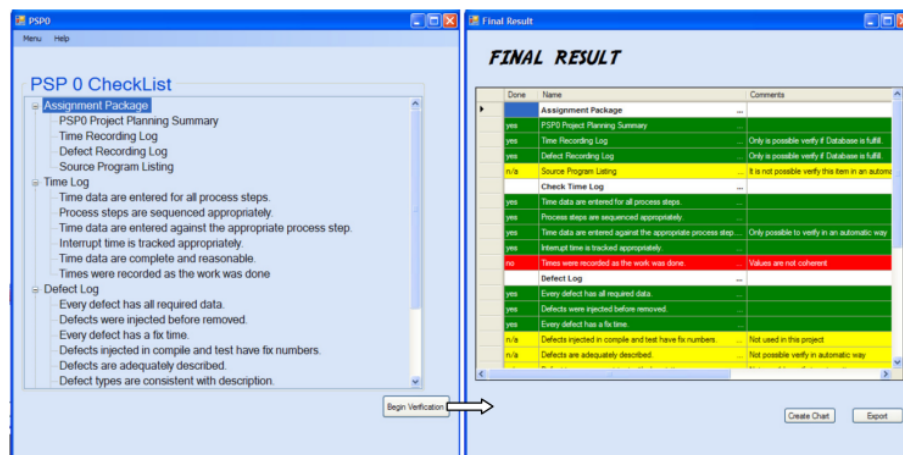 PSP0
Menu Help
PSP 0 CheckList
Assignment Package
PSP0 Project Planning Summary
Time Recording Log
Defect Recording Log
Source Program Listing
Time Log
Time data are entered for all process steps.
Process steps are sequenced appropriately.
Time data are entered against the appropriate process step.
Interrupt time is tracked appropriately.
Time data are complete and reasonable.
Times were recorded as the work was done
Defect Log
Every defect has all required data.
Defects were injected before removed.
Every defect has a fix time.
Defects injected in compile and test have fix numbers.
Defects are adequately described.
Defect types are consistent with description.
Begin Verification
Final Result
FINAL RESULT
Done Name Comments
Assignment Package ...
yes PSP0 Project Planning Summary ...
yes Time Recording Log ... Only is possible verify if Database is fulfill.
yes Defect Recording Log ... Only is possible verify if Database is fulfill.
n/a Source Program Listing ... It is not possible verify this item in an automa
Check Time Log ...
yes Time data are entered for all process steps. ...
yes Process steps are sequenced appropriately. ...
yes Time data are entered against the appropriate process step... Only possible to verify in an automatic way
yes Interrupt time is tracked appropriately. ...
no Times were recorded as the work was done. ... Values are not coherent
Defect Log ...
yes Every defect has all required data. ...
yes Defects were injected before removed. ...
yes Every defect has a fix time. ...
n/a Defects injected in compile and test have fix numbers. ... Not used in this project
n/a Defects are adequately described. ... Not possible verify in automatic way
Create Chart Export